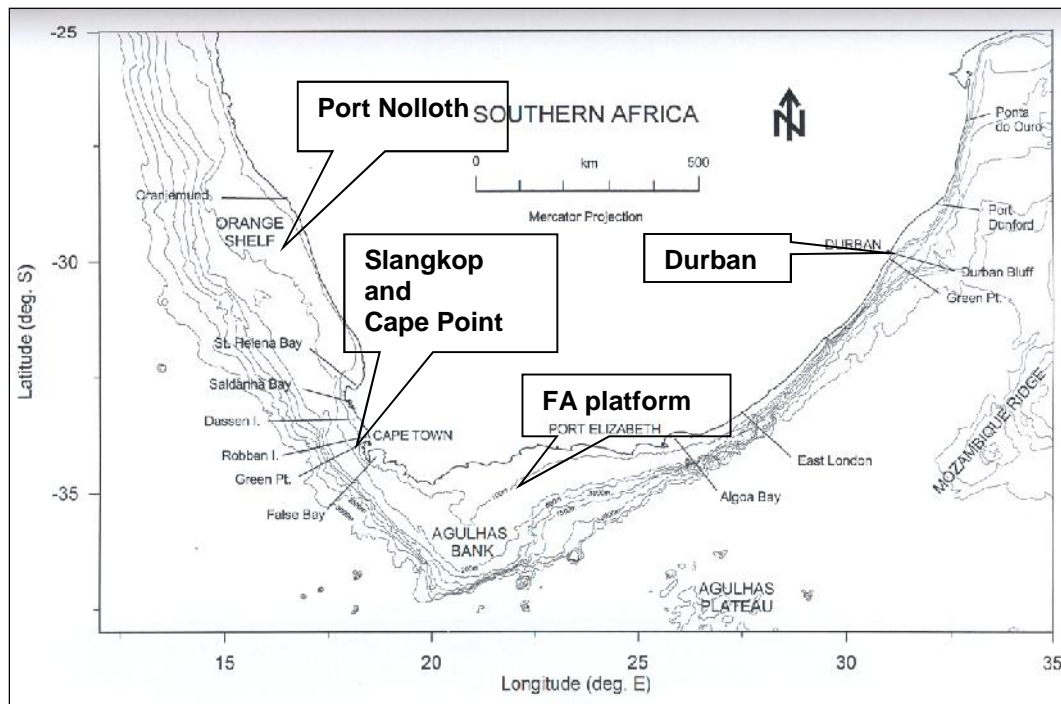 -25
Port Nolloth
SOUTHERN AFRICA
N
0
km
500
Mercator Projection
Ponta
do Ouro
Oranjemund
ORANGE
SHELF
Port
Dunford
-30
Slangkop
and
Cape Point
Durban
DURBAN
Durban Bluff
Green Pt.
Latitude (deg. S)
St. Helena Bay
Saldanha Bay
FA platform
PORT ELIZABETH
Dassen I.
CAPE TOWN
Robben I.
Green Pt.
False Bay
East London
Algoa Bay
MOZAMBIQUE RIDGE
-35
100m
AGULHAS
BANK
AGULHAS
PLATEAU
15
20
25
30
35
Longitude (deg. E)